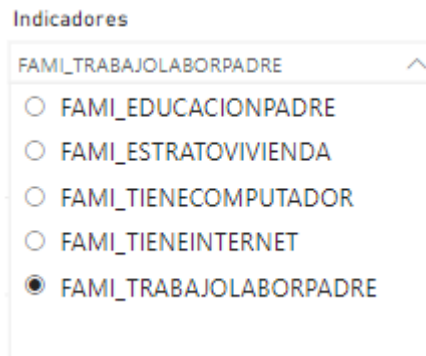 Indicadores
FAMI_TRABAJOLABORPADRE
FAMI_EDUCACIONPADRE
FAMI_ESTRATOVIVIENDA
FAMI_TIENECOMPUTADOR
FAMI_TIENEINTERNET
FAMI_TRABAJOLABORPADRE